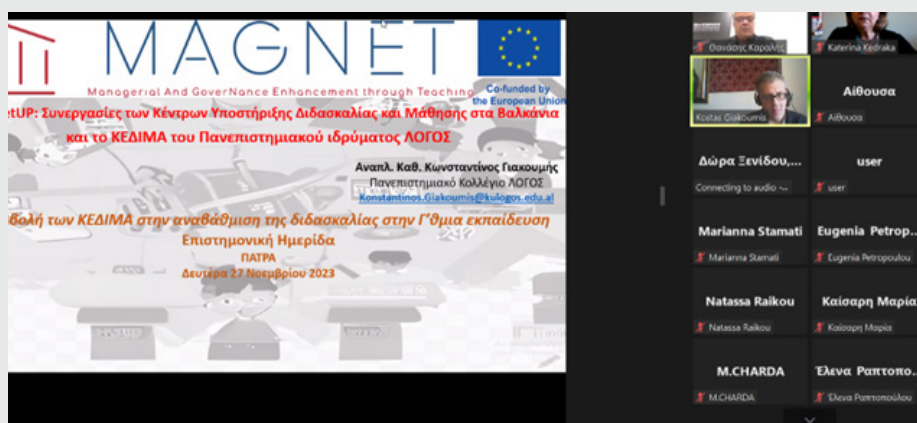 MAGNET
Managerial And GoverNance Enhancement through Teaching
Co-funded by
the European Union
etUP: Συνεργασίες των Κέντρων Υποστήριξης Διδασκαλίας και Μάθησης στα Βαλκάνια
και το ΚΕΔΙΜΑ του Πανεπιστημιακού ιδρύματος ΛΟΓΟΣ
Αναπλ. Καθ. Κωνσταντίνος Γιακουμής
Πανεπιστημιακό Κολλέγιο ΛΟΓΟΣ
Konstantinos.Giakoumis@kulogos.edu.al
βολή των ΚΕΔΙΜΑ στην αναβάθμιση της διδασκαλίας στην Γ'θμια εκπαίδευση
Επιστημονική Ημερίδα
ΠΑΤΡΑ
Δευτέρα 27 Νοεμβρίου 2023
Θανάσης Καραλής
Katerina Kedraka
Kostas Giakoumis
Αίθουσα
Αίθουσα
Δώρα Ξενίδου,...
user
Connecting to audio
user
Marianna Stamati
Eugenia Petrop...
Marianna Stamati
Eugenia Petropoulou
Natassa Raikou
Καίσαρη Μαρία
Natassa Raikou
Καίσαρη Μαρία
M.CHARDA
Έλενα Ραπτοπο...
M.CHARDA
Έλενα Ραπτοπούλου